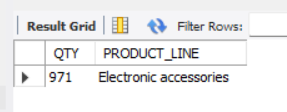 Result Grid Filter Rows:
QTY PRODUCT_LINE
971 Electronic accessories